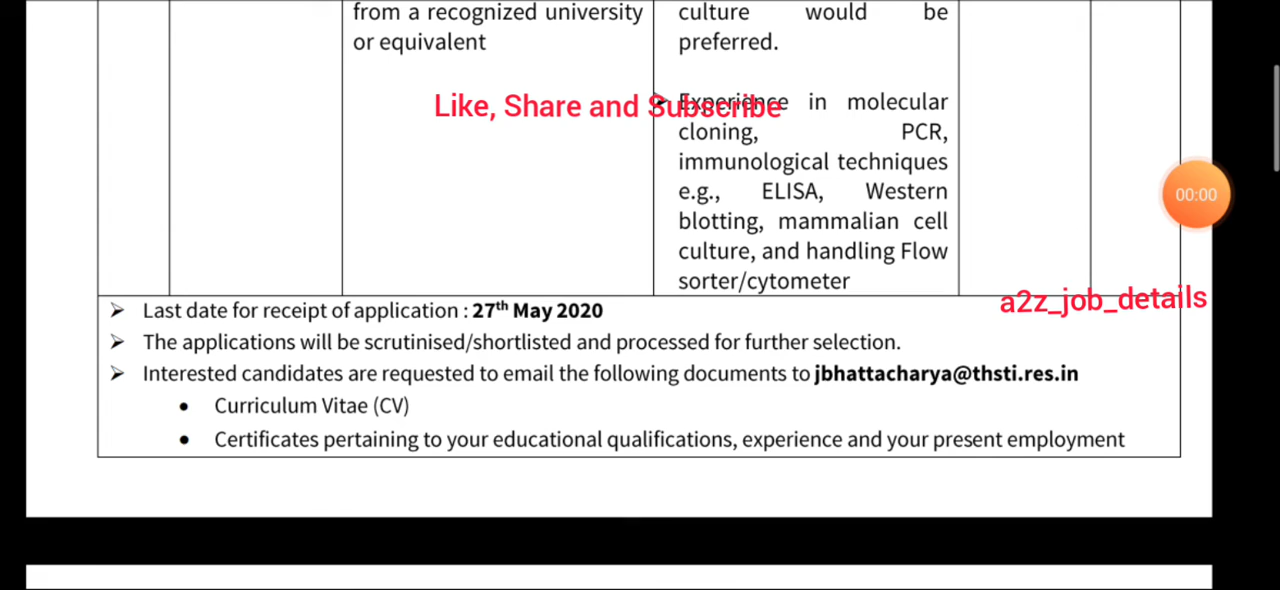 from a recognized university
or equivalent
culture would be
preferred.
Like, Share and Subscribe
➤ Experience in molecular
cloning, PCR,
immunological techniques
e.g., ELISA, Western
blotting, mammalian cell
culture, and handling Flow
sorter/cytometer
00:00
a2z_job_details
➤ Last date for receipt of application : 27th May 2020
➤ The applications will be scrutinised/shortlisted and processed for further selection.
➤ Interested candidates are requested to email the following documents to jbhattacharya@thsti.res.in
• Curriculum Vitae (CV)
• Certificates pertaining to your educational qualifications, experience and your present employment